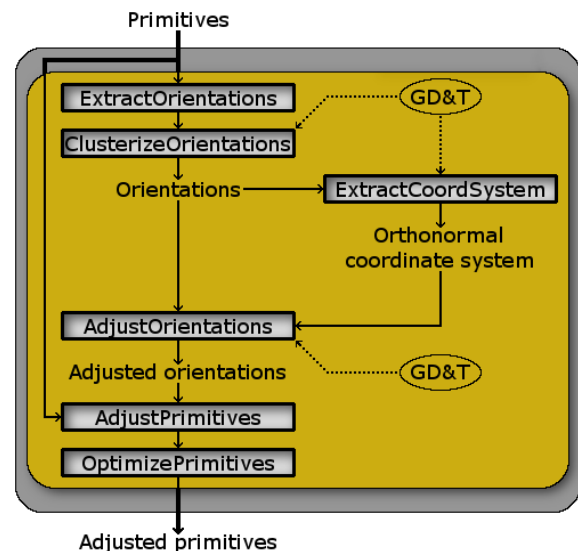 Primitives
ExtractOrientations
GD&T
ClusterizeOrientations
Orientations
ExtractCoordSystem
Orthonormal
coordinate system
AdjustOrientations
Adjusted orientations
GD&T
AdjustPrimitives
OptimizePrimitives
Adjusted primitives